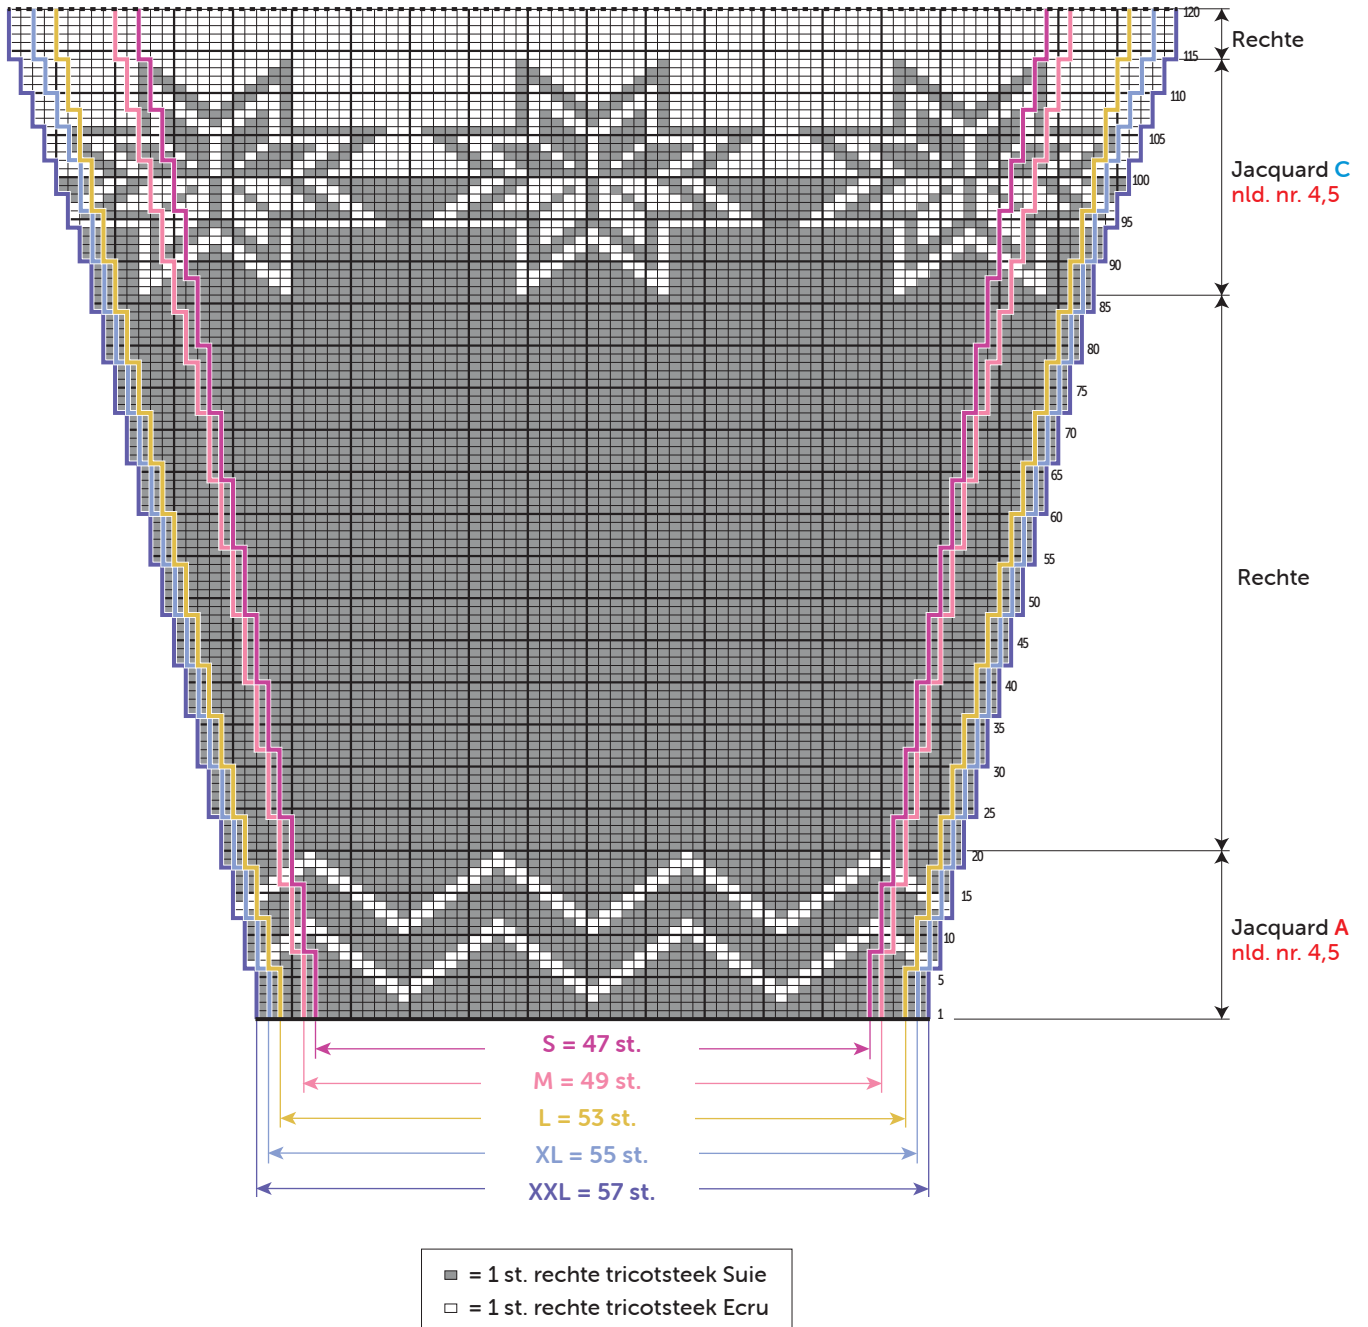 120
Rechte
115
110
105
Jacquard C
nld. nr. 4,5
100
95
90
85
80
75
70
65
60
55
Rechte
50
45
40
35
30
25
20
15
Jacquard A
nld. nr. 4,5
10
5
1
S = 47 st.
M = 49 st.
L = 53 st.
XL = 55 st.
XXL = 57 st.
= 1 st. rechte tricotsteek Suie
= 1 st. rechte tricotsteek Ecru